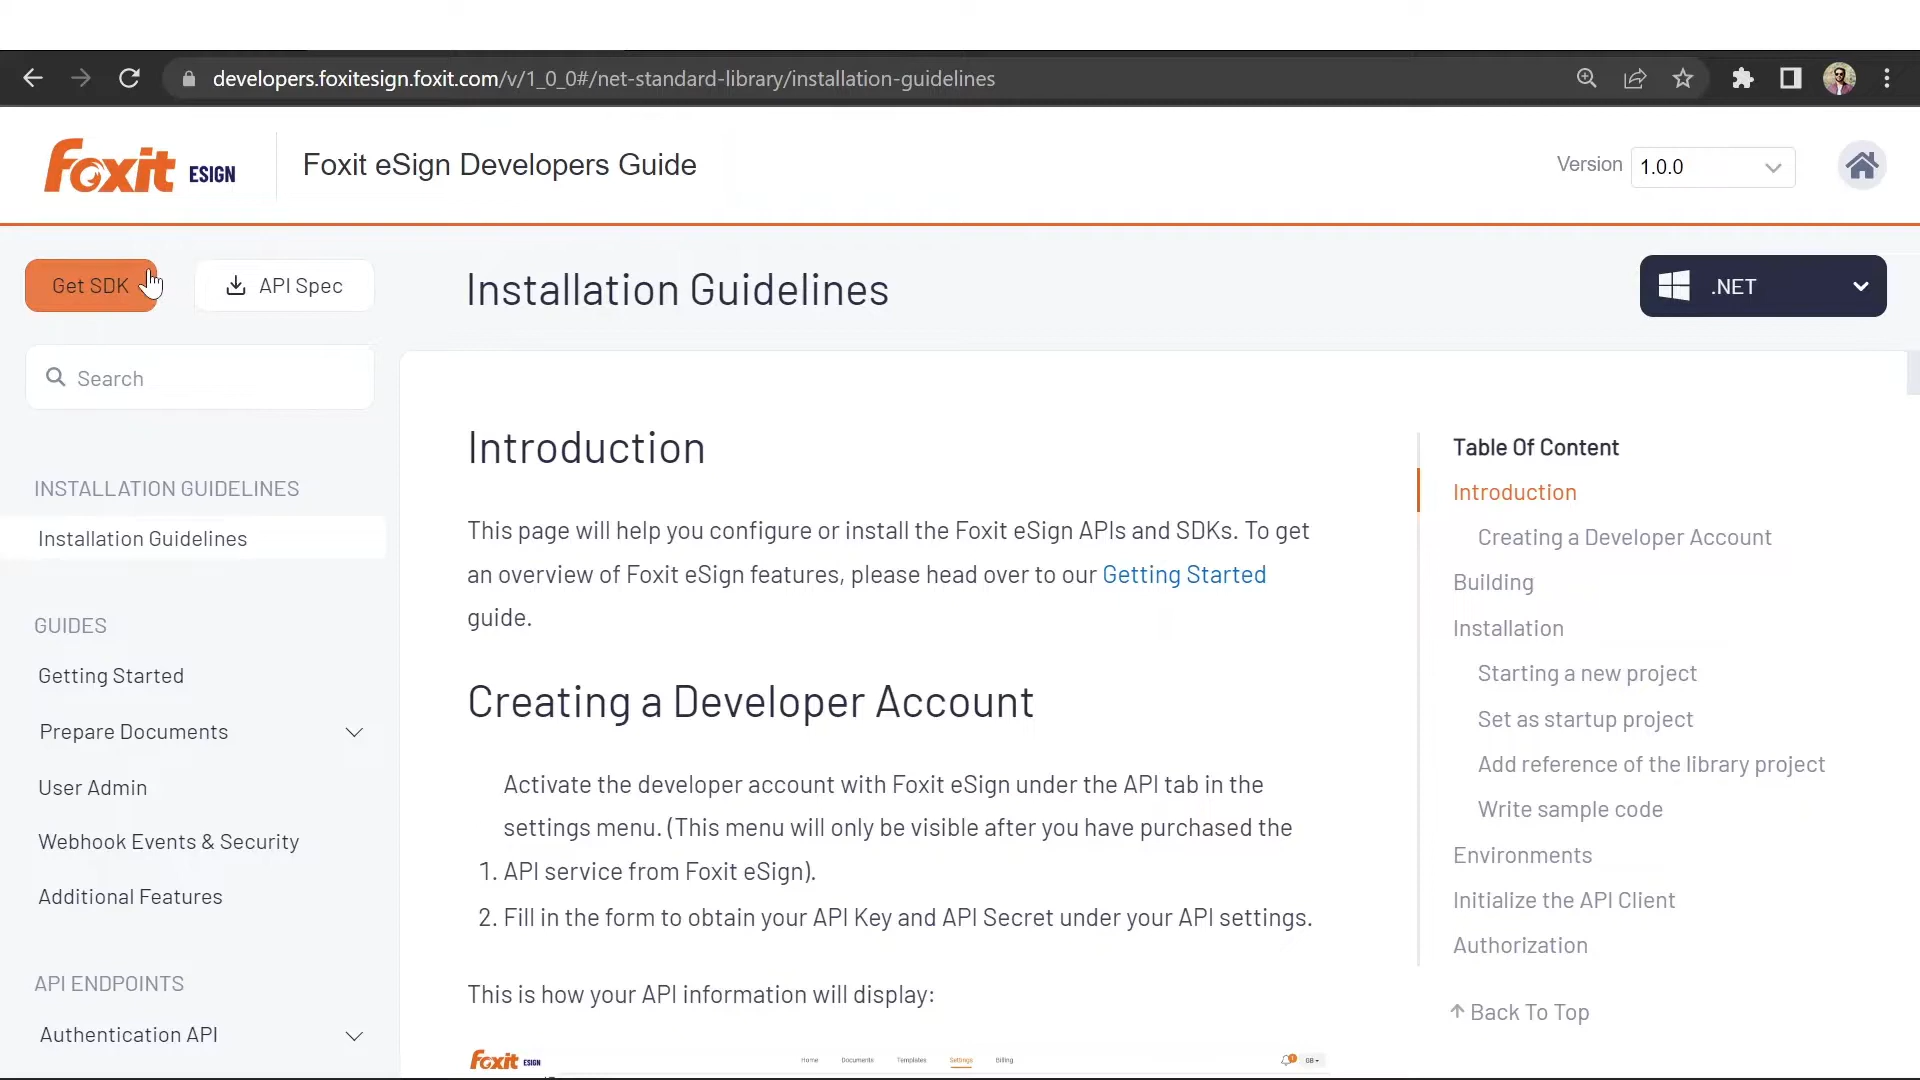 developers.foxitesign.foxit.com/v/1_0_0#/net-standard-library/installation-guidelines
foxit ESIGN
Foxit eSign Developers Guide
Version
1.0.0
Get SDK
API Spec
Installation Guidelines
.NET
Search
INSTALLATION GUIDELINES
Installation Guidelines
GUIDES
Getting Started
Prepare Documents
User Admin
Webhook Events & Security
Additional Features
API ENDPOINTS
Authentication API
Introduction
This page will help you configure or install the Foxit eSign APIs and SDKs. To get
an overview of Foxit eSign features, please head over to our Getting Started
guide.
Creating a Developer Account
Activate the developer account with Foxit eSign under the API tab in the
settings menu. (This menu will only be visible after you have purchased the
1. API service from Foxit eSign).
2. Fill in the form to obtain your API Key and API Secret under your API settings.
This is how your API information will display:
foxit ESIGN
Home Documents Templates Settings Billing
GB
Table Of Content
Introduction
Creating a Developer Account
Building
Installation
Starting a new project
Set as startup project
Add reference of the library project
Write sample code
Environments
Initialize the API Client
Authorization
Back To Top